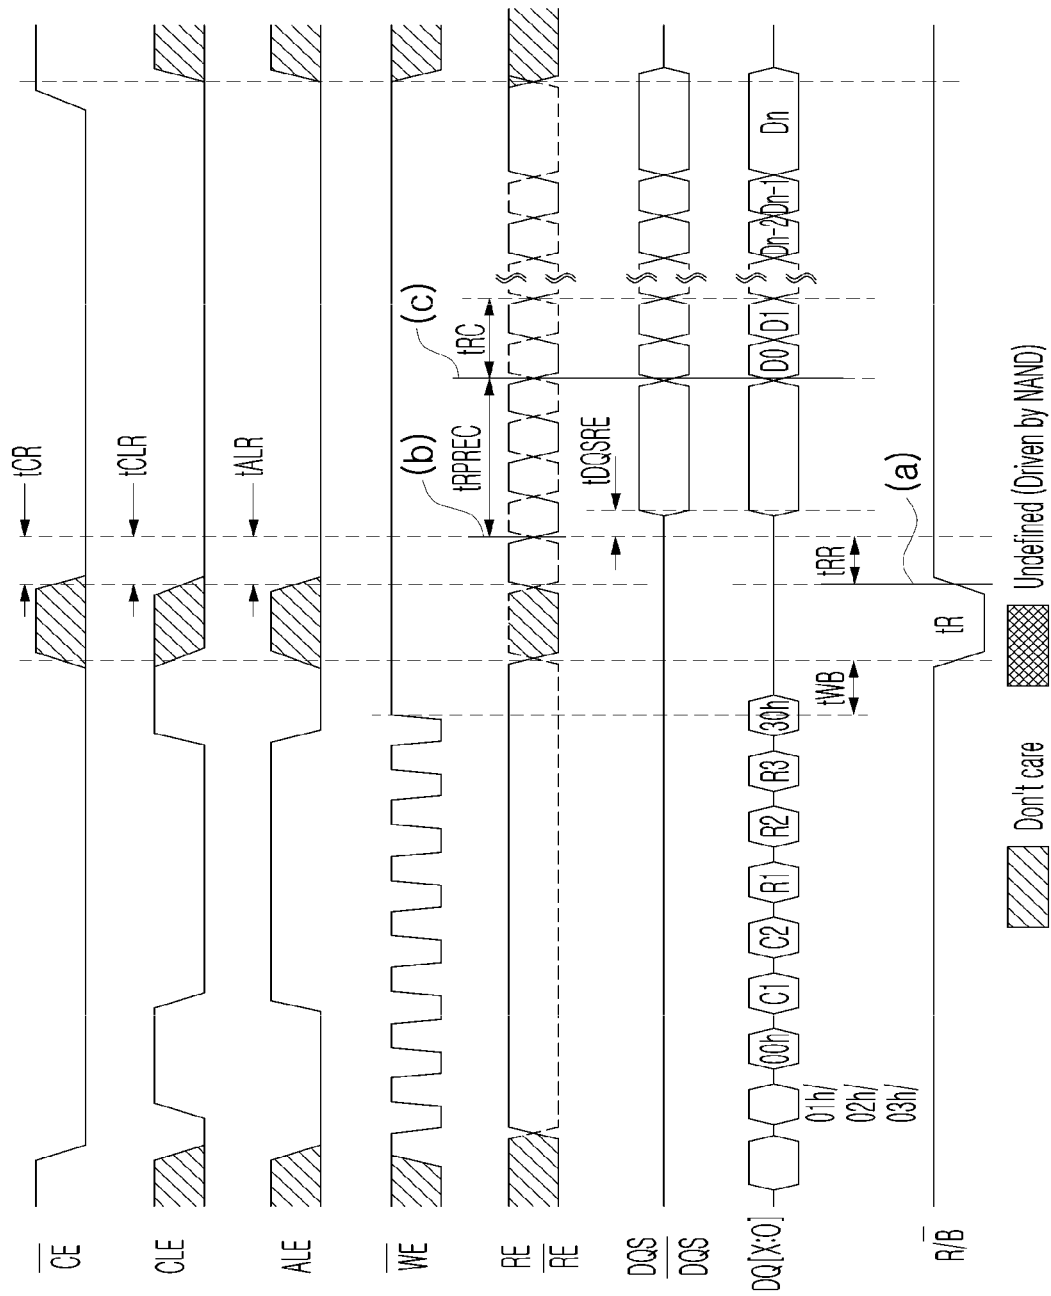 tCR
CE
tCLR
CLE
tALR
ALE
WE
(b)
(c)
tRPREC
tRC
RE
RE
tDQSRE
DQS
DQS
DQ[X:0]
00h
C1
C2
R1
R2
R3
30h
D0
D1
Dn-2
Dn-1
Dn
01h/
02h/
03h/
tWB
tRR
(a)
R/B
tR
Don't care
Undefined (Driven by NAND)